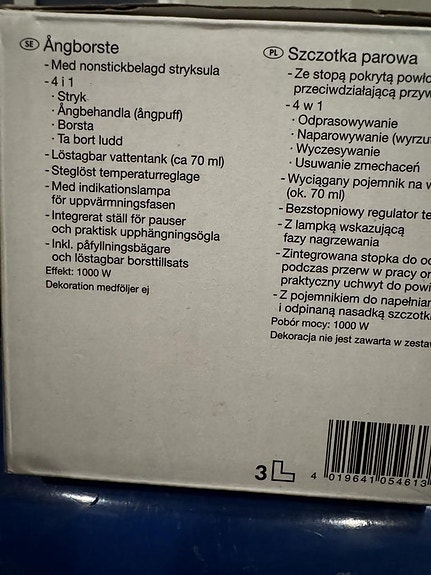 SE Ångborste
- Med nonstickbelagd stryksula
- 4 i 1
· Stryk
· Ångbehandla (ångpuff)
· Borsta
· Ta bort ludd
- Löstagbar vattentank (ca 70 ml)
- Steglöst temperaturreglage
- Med indikationslampa
för uppvärmningsfasen
- Integrerat ställ för pauser
och praktisk upphängningsögla
- Inkl. påfyllningsbägare
och löstagbar borsttillsats
Effekt: 1000 W
Dekoration medföljer ej
PL Szczotka parowa
- Ze stopą pokrytą
przeciwdziałającą
- 4 w 1
· Odprasowywanie
· Naparowywanie
· Wyczesywanie
· Usuwanie zmechaceń
- Wyciągany pojemnik na
(ok. 70 ml)
- Bezstopniowy regulator
- Z lampką wskazującą
fazy nagrzewania
- Zintegrowana stopka do
podczas przerw w pracy
praktyczny uchwyt do
- Z pojemnikiem do
i odpinaną nasadką
Pobór mocy: 1000 W
Dekoracja nie jest zawarta w
3
4 019641 054613